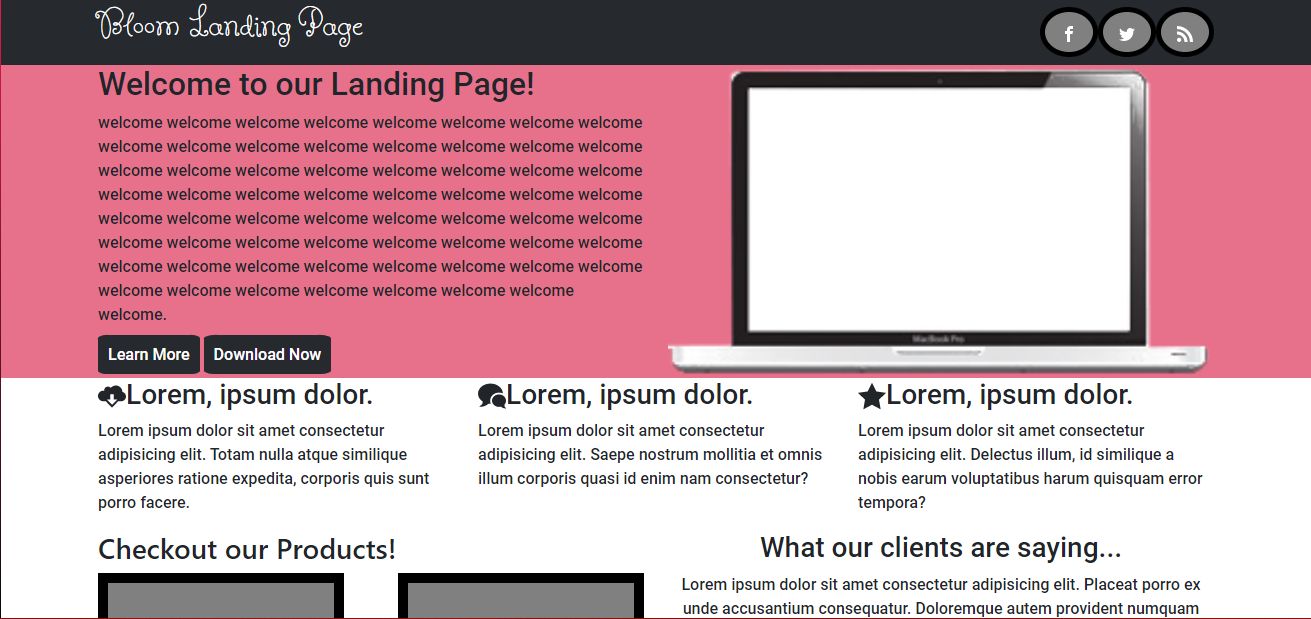 Bloom Landing Page
Welcome to our Landing Page!
welcome welcome welcome welcome welcome welcome welcome welcome
welcome welcome welcome welcome welcome welcome welcome welcome
welcome welcome welcome welcome welcome welcome welcome welcome
welcome welcome welcome welcome welcome welcome welcome welcome
welcome welcome welcome welcome welcome welcome welcome welcome
welcome welcome welcome welcome welcome welcome welcome welcome
welcome welcome welcome welcome welcome welcome welcome welcome
welcome welcome welcome welcome welcome welcome welcome
welcome.
Learn More
Download Now
MacBook Pro
Lorem, ipsum dolor.
Lorem ipsum dolor sit amet consectetur
adipisicing elit. Totam nulla atque similique
asperiores ratione expedita, corporis quis sunt
porro facere.
Lorem, ipsum dolor.
Lorem ipsum dolor sit amet consectetur
adipisicing elit. Saepe nostrum mollitia et omnis
illum corporis quasi id enim nam consectetur?
Lorem, ipsum dolor.
Lorem ipsum dolor sit amet consectetur
adipisicing elit. Delectus illum, id similique a
nobis earum voluptatibus harum quisquam error
tempora?
Checkout our Products!
What our clients are saying...
Lorem ipsum dolor sit amet consectetur adipisicing elit. Placeat porro ex
unde accusantium consequatur. Doloremque autem provident numquam